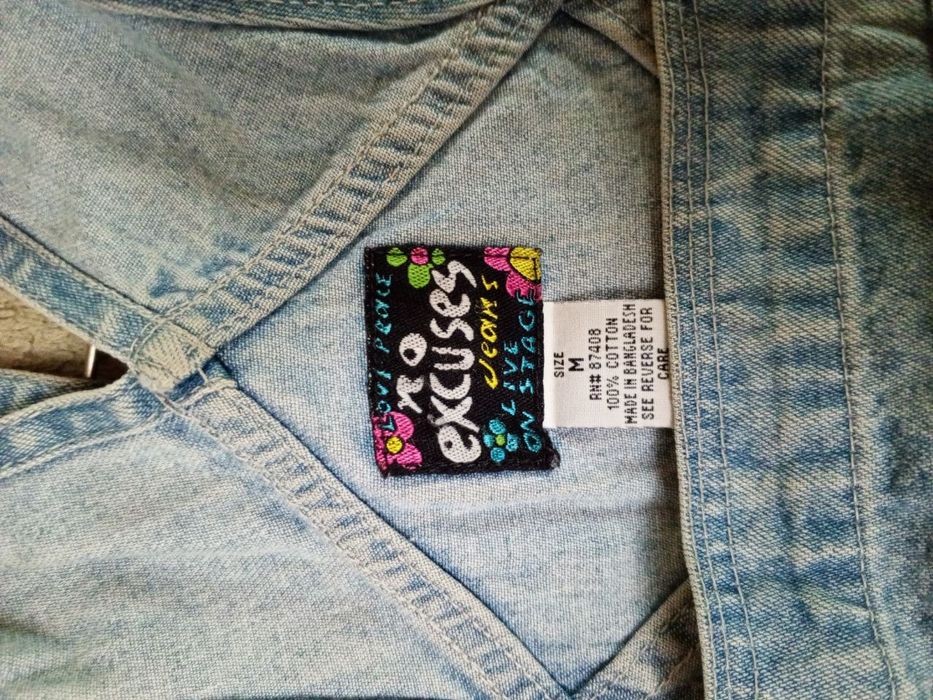 LOVE PEACE
no
excuses
jeans
LIVE
ON STAGE
SIZE
M
RN# 87408
100% COTTON
MADE IN BANGLADESH
SEE REVERSE FOR
CARE